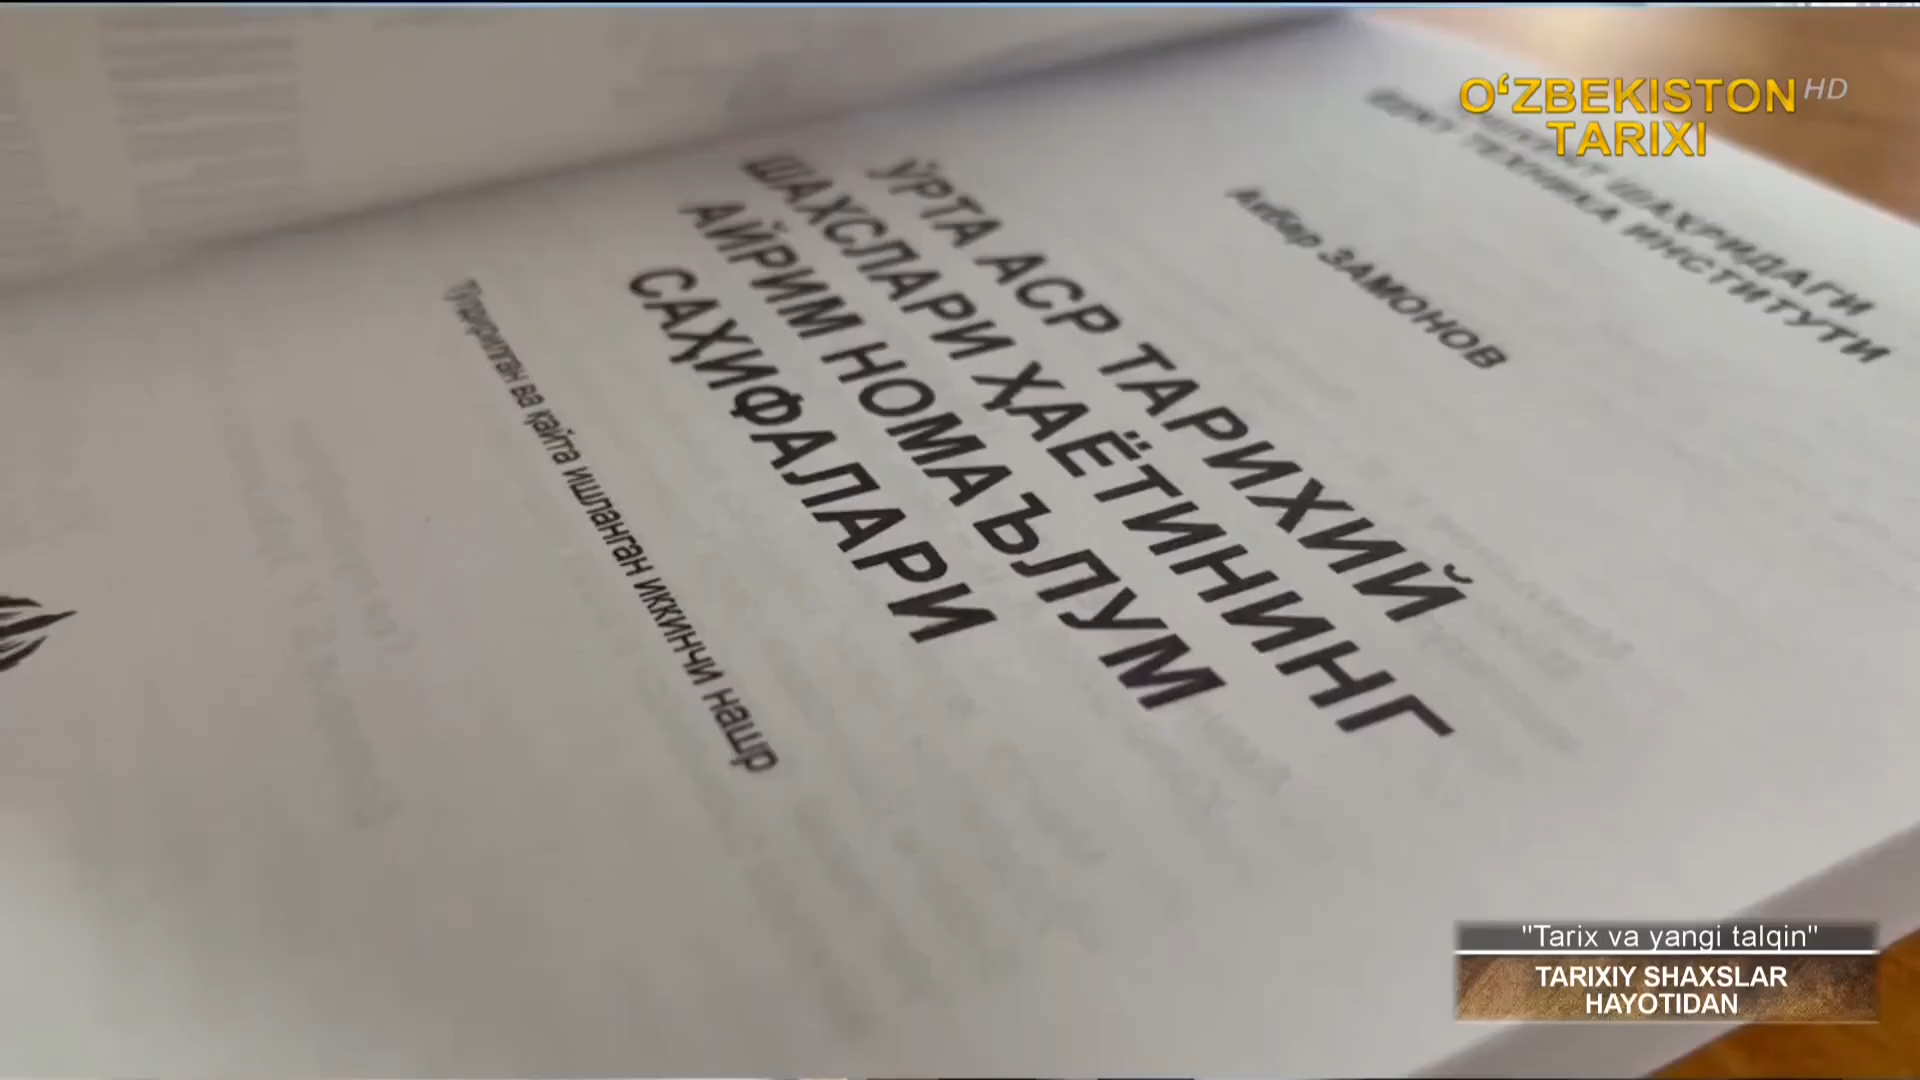 O‘ZBEKISTON HD
TARIXI
ШАҲРИДАГИ
ТЕХНИКА ИНСТИТУТИ
Акбар ЗАМОНОВ
ЎРТА АСР ТАРИХИЙ
ШАХСЛАРИ ҲАЁТИНИНГ
АЙРИМ НОМАЪЛУМ
САҲИФАЛАРИ
Тўлдирилган ва қайта ишланган иккинчи нашр
"Tarix va yangi talqin"
TARIXIY SHAXSLAR
HAYOTIDAN